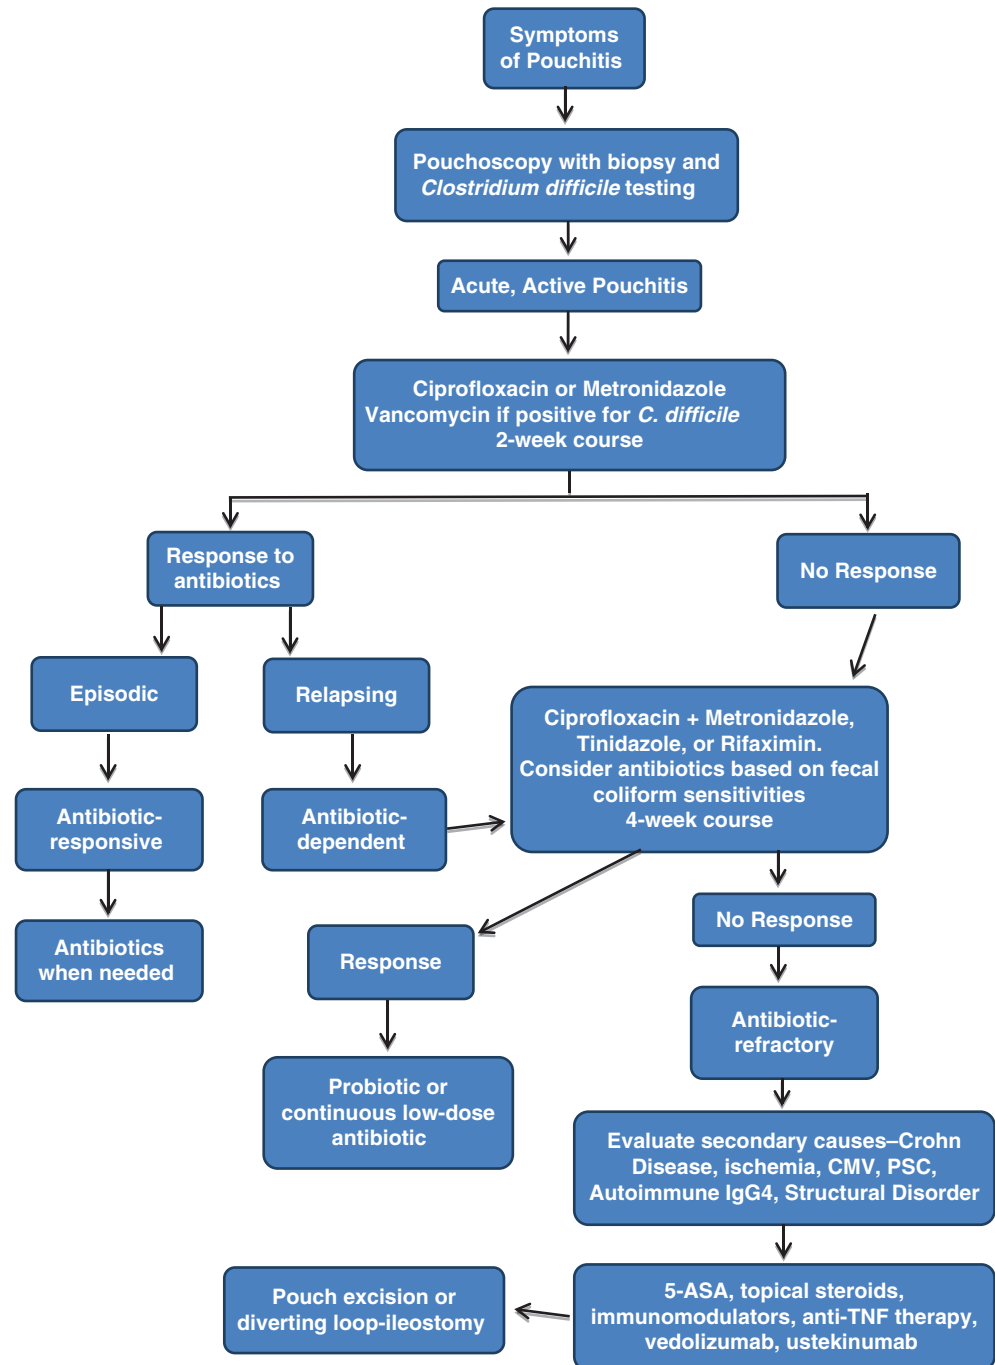 Symptoms
of Pouchitis
Pouchoscopy with biopsy and
Clostridium difficile testing
Acute, Active Pouchitis
Ciprofloxacin or Metronidazole
Vancomycin if positive for C. difficile
2-week course
Response to
antibiotics
No Response
Episodic
Relapsing
Ciprofloxacin + Metronidazole,
Tinidazole, or Rifaximin.
Consider antibiotics based on fecal
coliform sensitivities
4-week course
Antibiotic-
responsive
Antibiotic-
dependent
Antibiotics
when needed
Response
No Response
Antibiotic-
refractory
Probiotic or
continuous low-dose
antibiotic
Evaluate secondary causes–Crohn
Disease, ischemia, CMV, PSC,
Autoimmune IgG4, Structural Disorder
Pouch excision or
diverting loop-ileostomy
5-ASA, topical steroids,
immunomodulators, anti-TNF therapy,
vedolizumab, ustekinumab